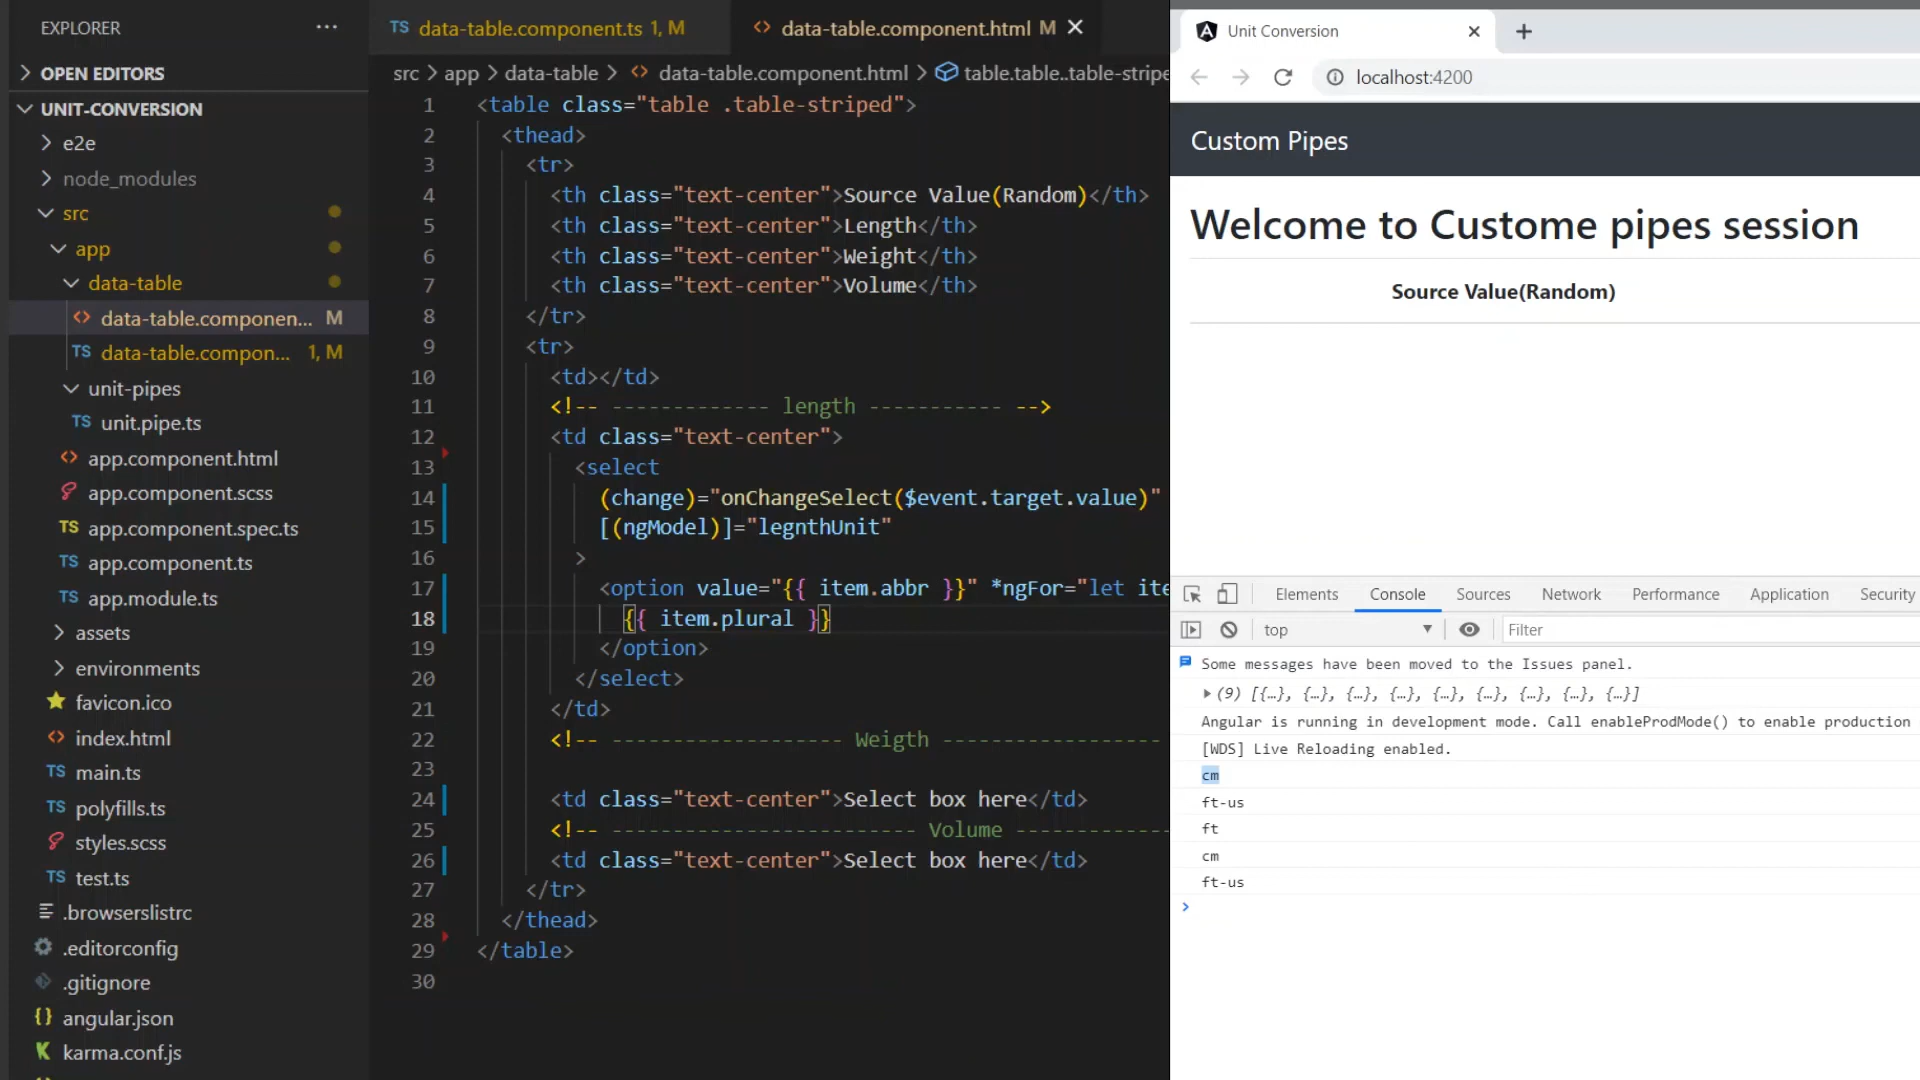 EXPLORER
OPEN EDITORS
UNIT-CONVERSION
e2e
node_modules
src
app
data-table
data-table.componen... M
TS data-table.compon... 1, M
unit-pipes
TS unit.pipe.ts
app.component.html
app.component.scss
TS app.component.spec.ts
TS app.component.ts
TS app.module.ts
assets
environments
favicon.ico
index.html
TS main.ts
TS polyfills.ts
styles.scss
TS test.ts
.browserslistrc
.editorconfig
.gitignore
{} angular.json
karma.conf.js
TS data-table.component.ts 1, M
<> data-table.component.html M
src > app > data-table > <> data-table.component.html > table.table..table-stripe
1 <table class="table .table-striped">
2 <thead>
3 <tr>
4 <th class="text-center">Source Value(Random)</th>
5 <th class="text-center">Length</th>
6 <th class="text-center">Weight</th>
7 <th class="text-center">Volume</th>
8 </tr>
9 <tr>
10 <td></td>
11 <!-- ------------- length ----------- -->
12 <td class="text-center">
13 <select
14 (change)="onChangeSelect($event.target.value)"
15 [(ngModel)]="legnthUnit"
16 >
17 <option value="{{ item.abbr }}" *ngFor="let ite
18 {{ item.plural }}
19 </option>
20 </select>
21 </td>
22 <!-- ------------------- Weigth ------------------
23
24 <td class="text-center">Select box here</td>
25 <!-- ------------------------- Volume -------------
26 <td class="text-center">Select box here</td>
27 </tr>
28 </thead>
29 </table>
30
Unit Conversion
localhost:4200
Custom Pipes
Welcome to Custome pipes session
Source Value(Random)
Elements Console Sources Network Performance Application Security
top Filter
Some messages have been moved to the Issues panel.
(9) [{…}, {…}, {…}, {…}, {…}, {…}, {…}, {…}, {…}]
Angular is running in development mode. Call enableProdMode() to enable production
[WDS] Live Reloading enabled.
cm
ft-us
ft
cm
ft-us